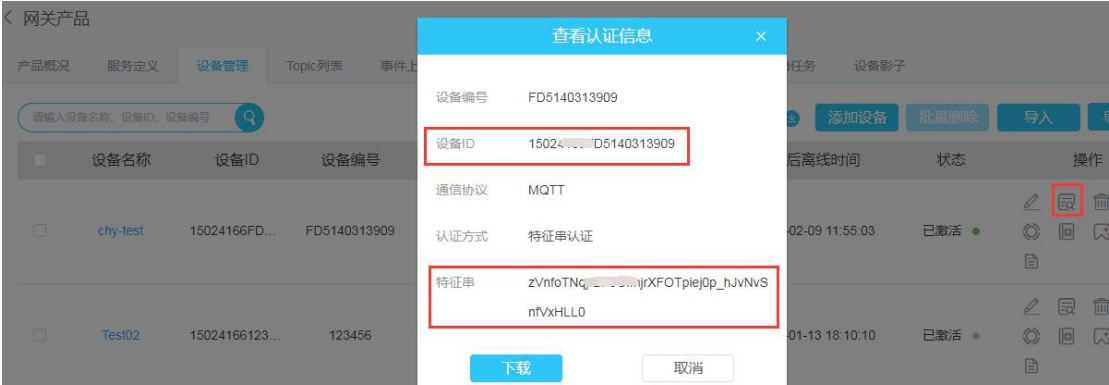 网关产品
产品概况 服务定义 设备管理 Topic列表 事件上 任务 设备影子
请输入设备名称、设备ID、设备编号
添加设备 批量删除 导入
设备名称 设备ID 设备编号 后离线时间 状态 操作
chy-test 15024166FD... FD5140313909 -02-09 11:55:03 已激活
Test02 15024166123... 123456 -01-13 18:10:10 已激活
查看认证信息
设备编号 FD5140313909
设备ID 15024 D5140313909
通信协议 MQTT
认证方式 特征串认证
特征串 zVnfoTNq jrXFOTpiej0p_hJvNvS
nfVxHLL0
下载 取消